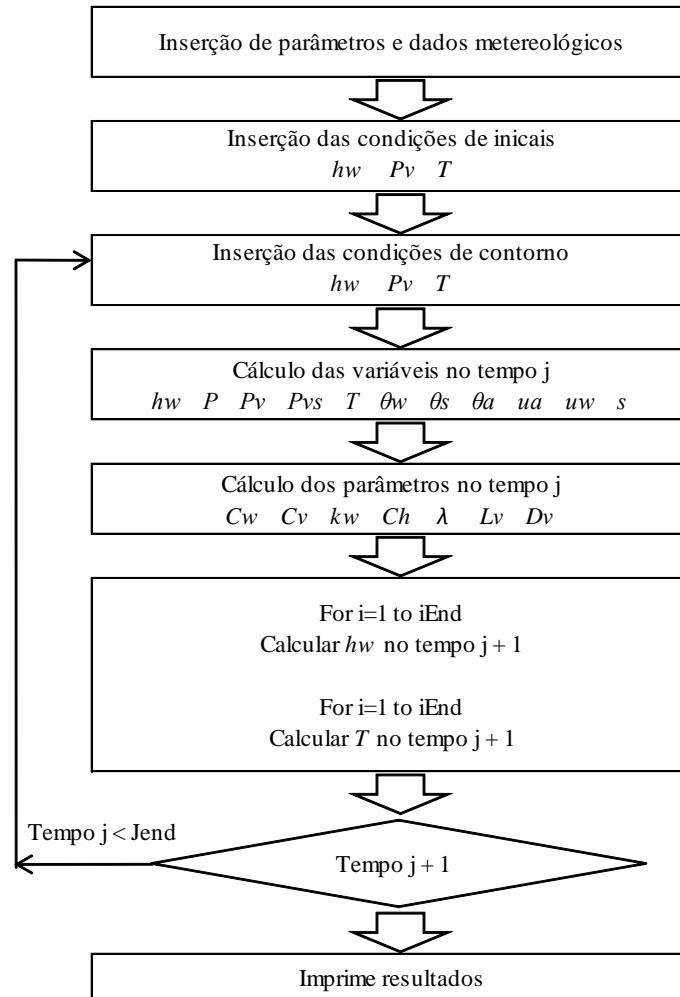 Inserção de parâmetros e dados metereológicos
Inserção das condições de inicais
hw Pv T
Inserção das condições de contorno
hw Pv T
Cálculo das variáveis no tempo j
hw P Pv Pvs T θw θs θa ua uw s
Cálculo dos parâmetros no tempo j
Cw Cv kw Ch λ Lv Dv
For i=1 to iEnd
Calcular hw no tempo j + 1
For i=1 to iEnd
Calcular T no tempo j + 1
Tempo j < Jend
Tempo j + 1
Imprime resultados